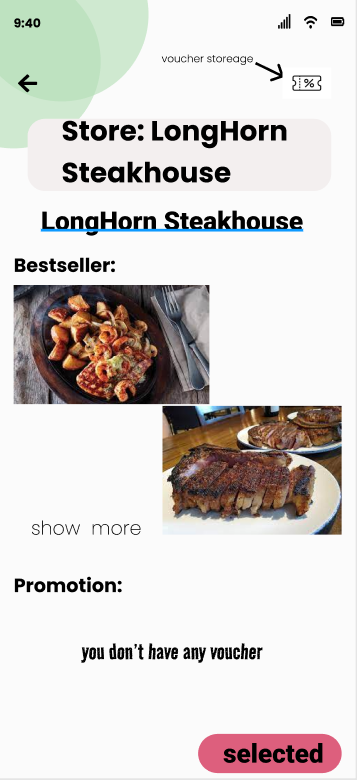 9:40
voucher storeage
%
Store: LongHorn
Steakhouse
LongHorn Steakhouse
Bestseller:
show more
Promotion:
you don't have any voucher
selected